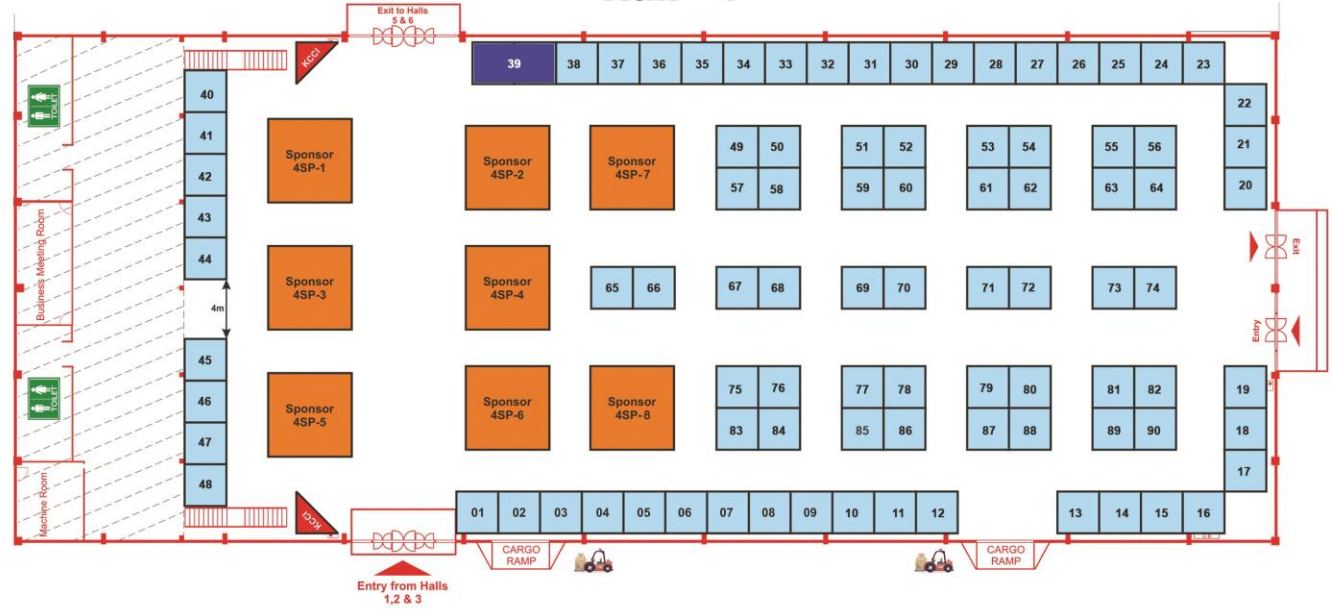 Exit to Halls
5 & 6
KCCI
39 38 37 36 35 34 33 32 31 30 29 28 27 26 25 24 23
TOILET
40
41
42
43
44
22
21
20
Sponsor
4SP-1
Sponsor
4SP-2
Sponsor
4SP-7
49 50 51 52 53 54 55 56
57 58 59 60 61 62 63 64
Business Meeting Room
Exit
Sponsor
4SP-3
Sponsor
4SP-4
65 66 67 68 69 70 71 72 73 74
4m
Entry
45
46
47
48
TOILET
Sponsor
4SP-5
Sponsor
4SP-6
Sponsor
4SP-8
75 76 77 78 79 80 81 82
83 84 85 86 87 88 89 90
19
18
17
Machine Room
KCCI
01 02 03 04 05 06 07 08 09 10 11 12 13 14 15 16
CARGO
RAMP
CARGO
RAMP
Entry from Halls
1,2 & 3